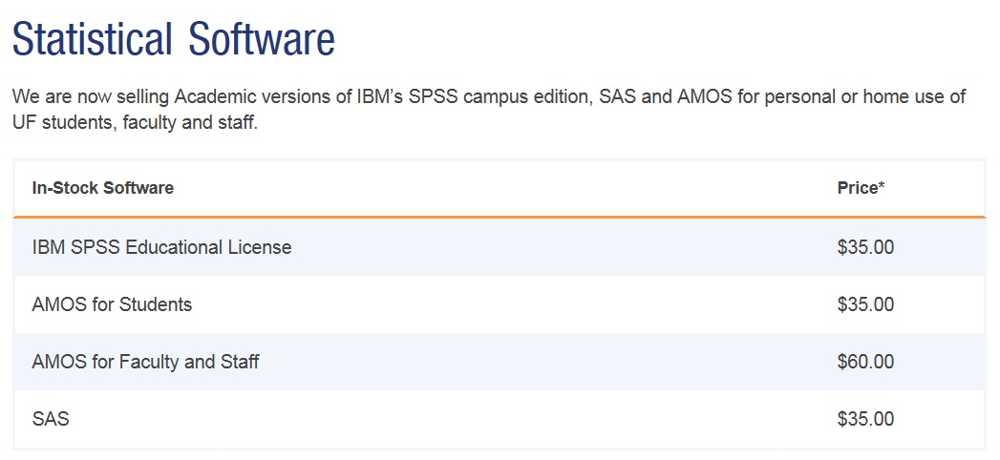 Statistical Software
We are now selling Academic versions of IBM’s SPSS campus edition, SAS and AMOS for personal or home use of
UF students, faculty and staff.
In-Stock Software Price*
IBM SPSS Educational License $35.00
AMOS for Students $35.00
AMOS for Faculty and Staff $60.00
SAS $35.00